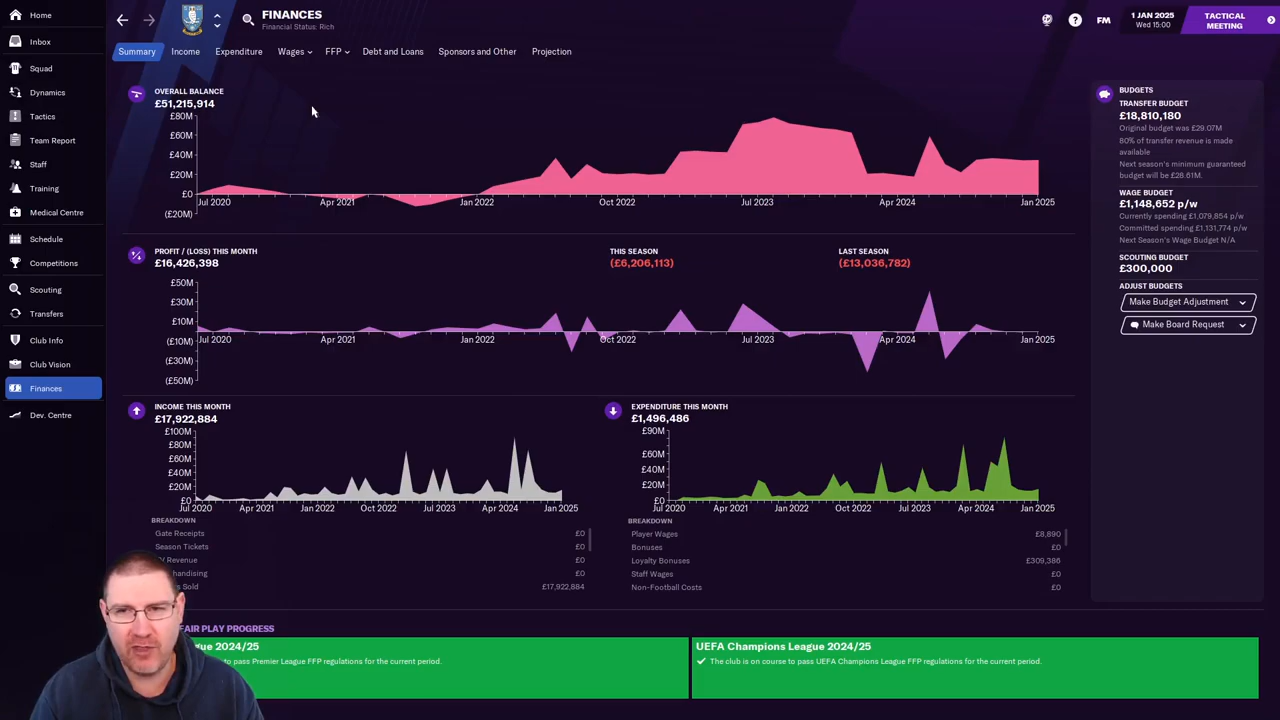 Home
Inbox
Squad
Dynamics
Tactics
Team Report
Staff
Training
Medical Centre
Schedule
Competitions
Scouting
Transfers
Club Info
Club Vision
Finances
Dev. Centre
FINANCES
Financial Status: Rich
?
FM
1 JAN 2025
Wed 15:00
TACTICAL
MEETING
Summary
Income
Expenditure
Wages
FFP
Debt and Loans
Sponsors and Other
Projection
OVERALL BALANCE
£51,215,914
£80M
£60M
£40M
£20M
£0
(£20M)
Jul 2020
Apr 2021
Jan 2022
Oct 2022
Jul 2023
Apr 2024
Jan 2025
PROFIT / (LOSS) THIS MONTH
£16,426,398
THIS SEASON
(£6,206,113)
LAST SEASON
(£13,036,782)
£50M
£30M
£10M
(£10M)
(£30M)
(£50M)
Jul 2020
Apr 2021
Jan 2022
Oct 2022
Jul 2023
Apr 2024
Jan 2025
INCOME THIS MONTH
£17,922,884
£100M
£80M
£60M
£40M
£20M
£0
Jul 2020
Apr 2021
Jan 2022
Oct 2022
Jul 2023
Apr 2024
Jan 2025
BREAKDOWN
Gate Receipts £0
Season Tickets £0
Revenue £0
£0
Sold £17,922,884
EXPENDITURE THIS MONTH
£1,496,486
£90M
£60M
£40M
£20M
£0
Jul 2020
Apr 2021
Jan 2022
Oct 2022
Jul 2023
Apr 2024
Jan 2025
BREAKDOWN
Player Wages £8,890
Bonuses £0
Loyalty Bonuses £309,386
Staff Wages £0
Non-Football Costs £0
FAIR PLAY PROGRESS
2024/25
to pass Premier League FFP regulations for the current period.
UEFA Champions League 2024/25
The club is on course to pass UEFA Champions League FFP regulations for the current period.
BUDGETS
TRANSFER BUDGET
£18,810,180
Original budget was £29.07M
80% of transfer revenue is made
available
Next season's minimum guaranteed
budget will be £28.61M
WAGE BUDGET
£1,148,652 p/w
Currently spending £1,079,854 p/w
Committed spending £1,131,774 p/w
Next Season's Wage Budget N/A
SCOUTING BUDGET
£300,000
ADJUST BUDGETS
Make Budget Adjustment
Make Board Request